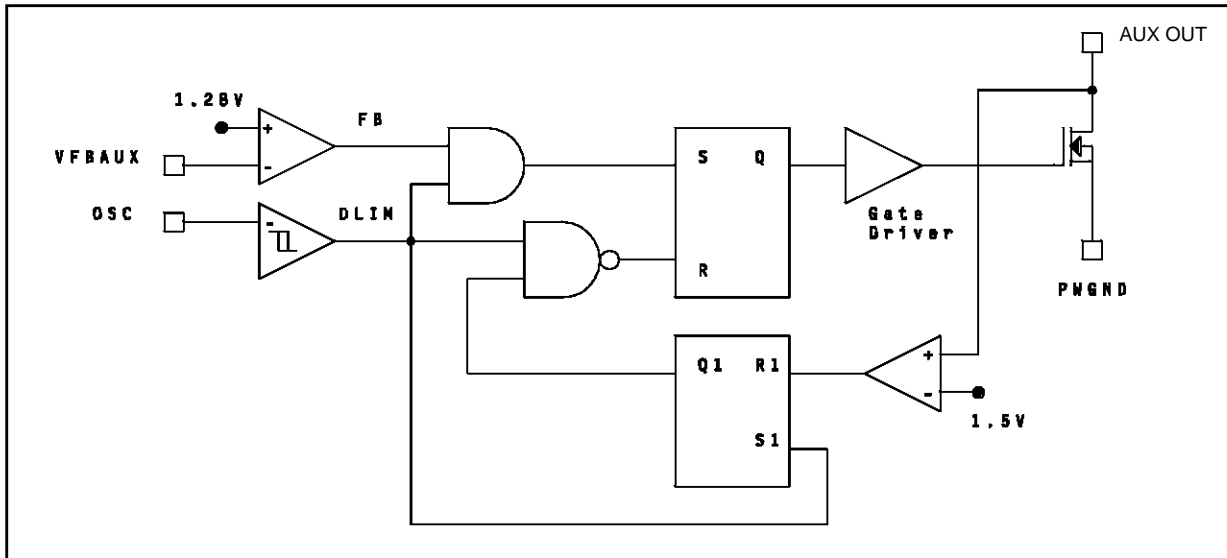 AUX OUT
1.28V
+
FB
VFBAUX
-
S
Q
OSC
-
DLIM
Gate
Driver
R
PWGND
Q1
R1
+
-
1.5V
S1